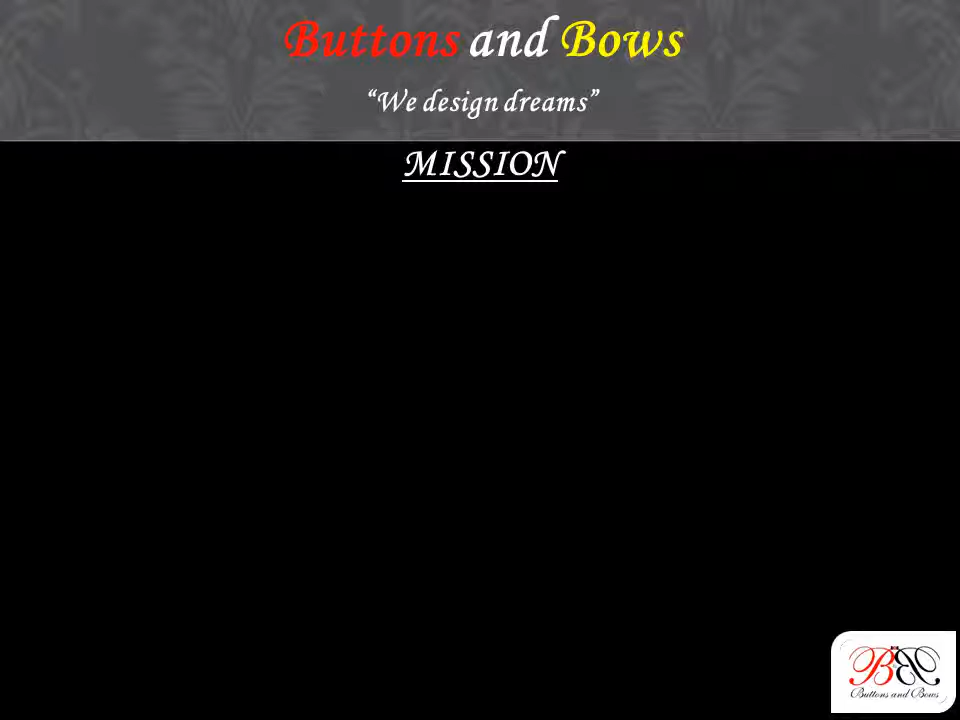 Buttons and Bows
“We design dreams”
MISSION
B B
Buttons and Bows